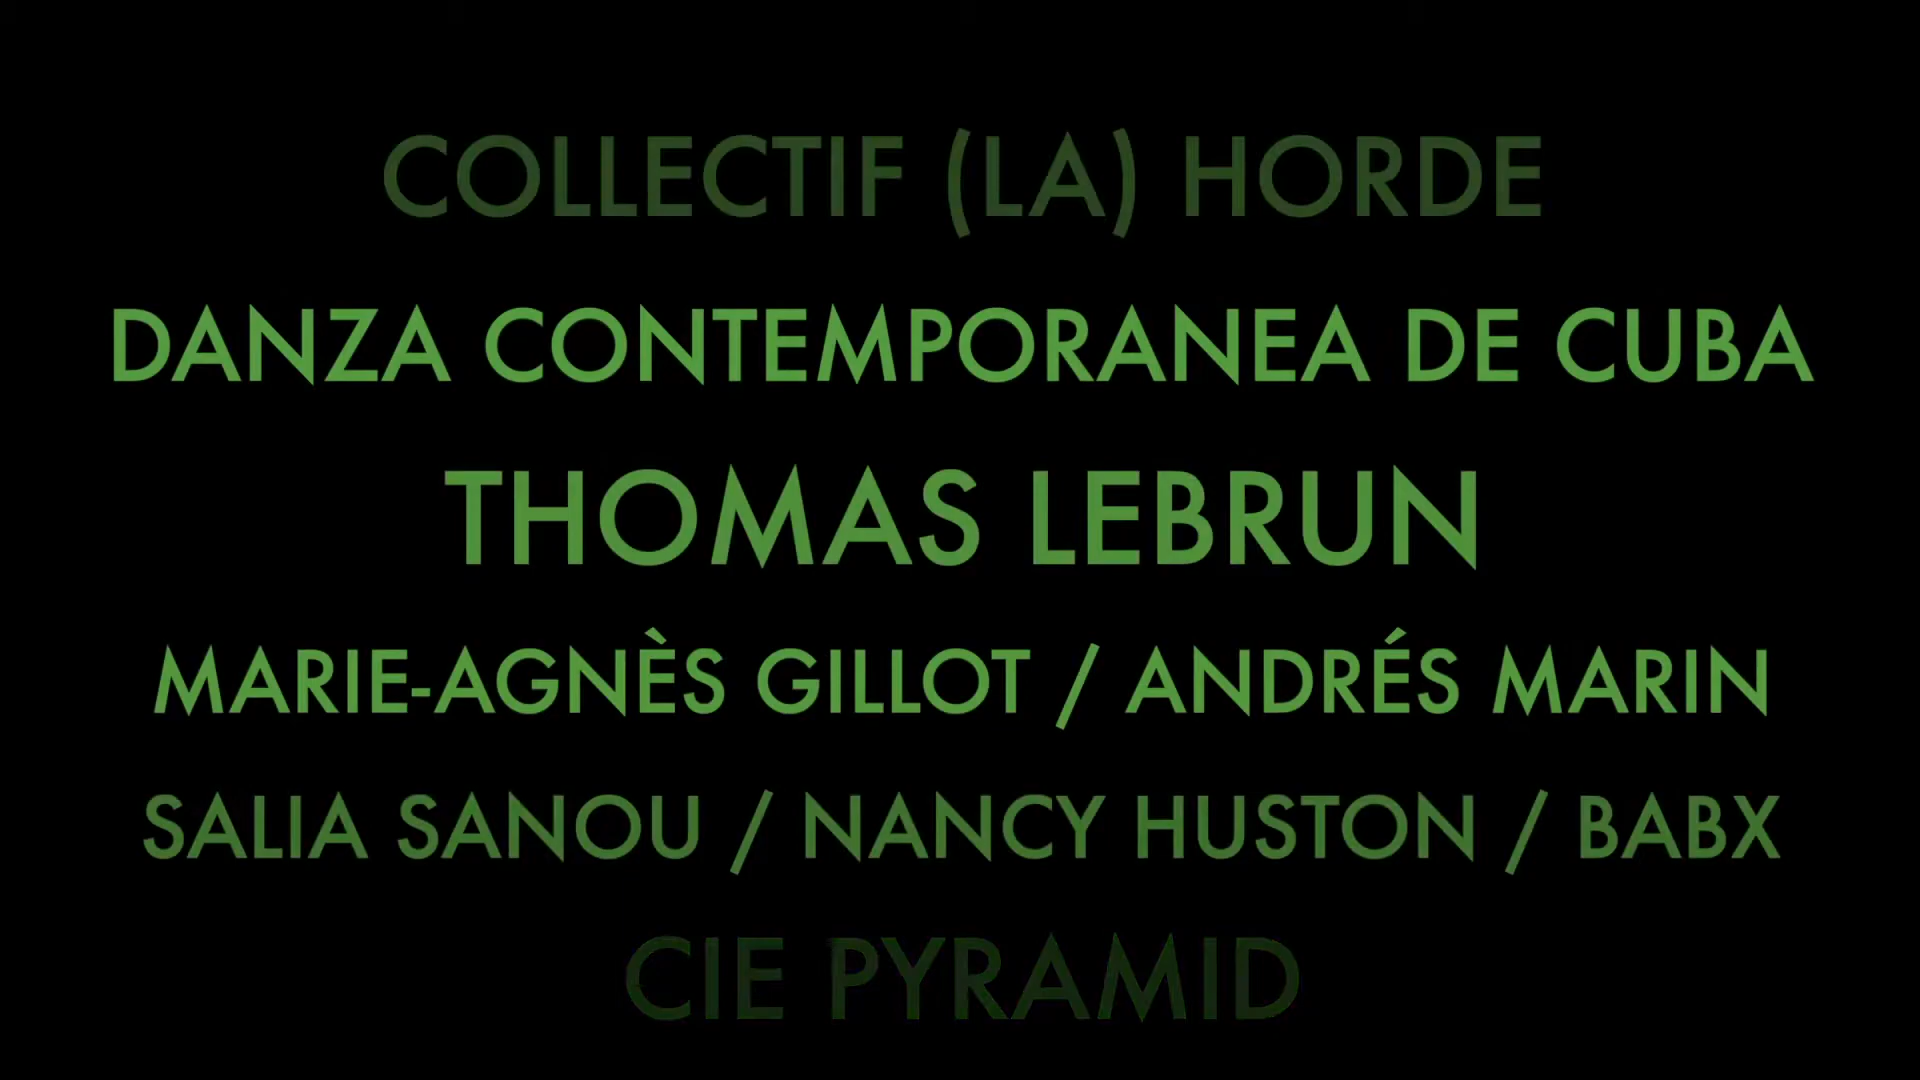 COLLECTIF (LA) HORDE
DANZA CONTEMPORANEA DE CUBA
THOMAS LEBRUN
MARIE-AGNÈS GILLOT / ANDRÉS MARIN
SALIA SANOU / NANCY HUSTON / BABX
CIE PYRAMID